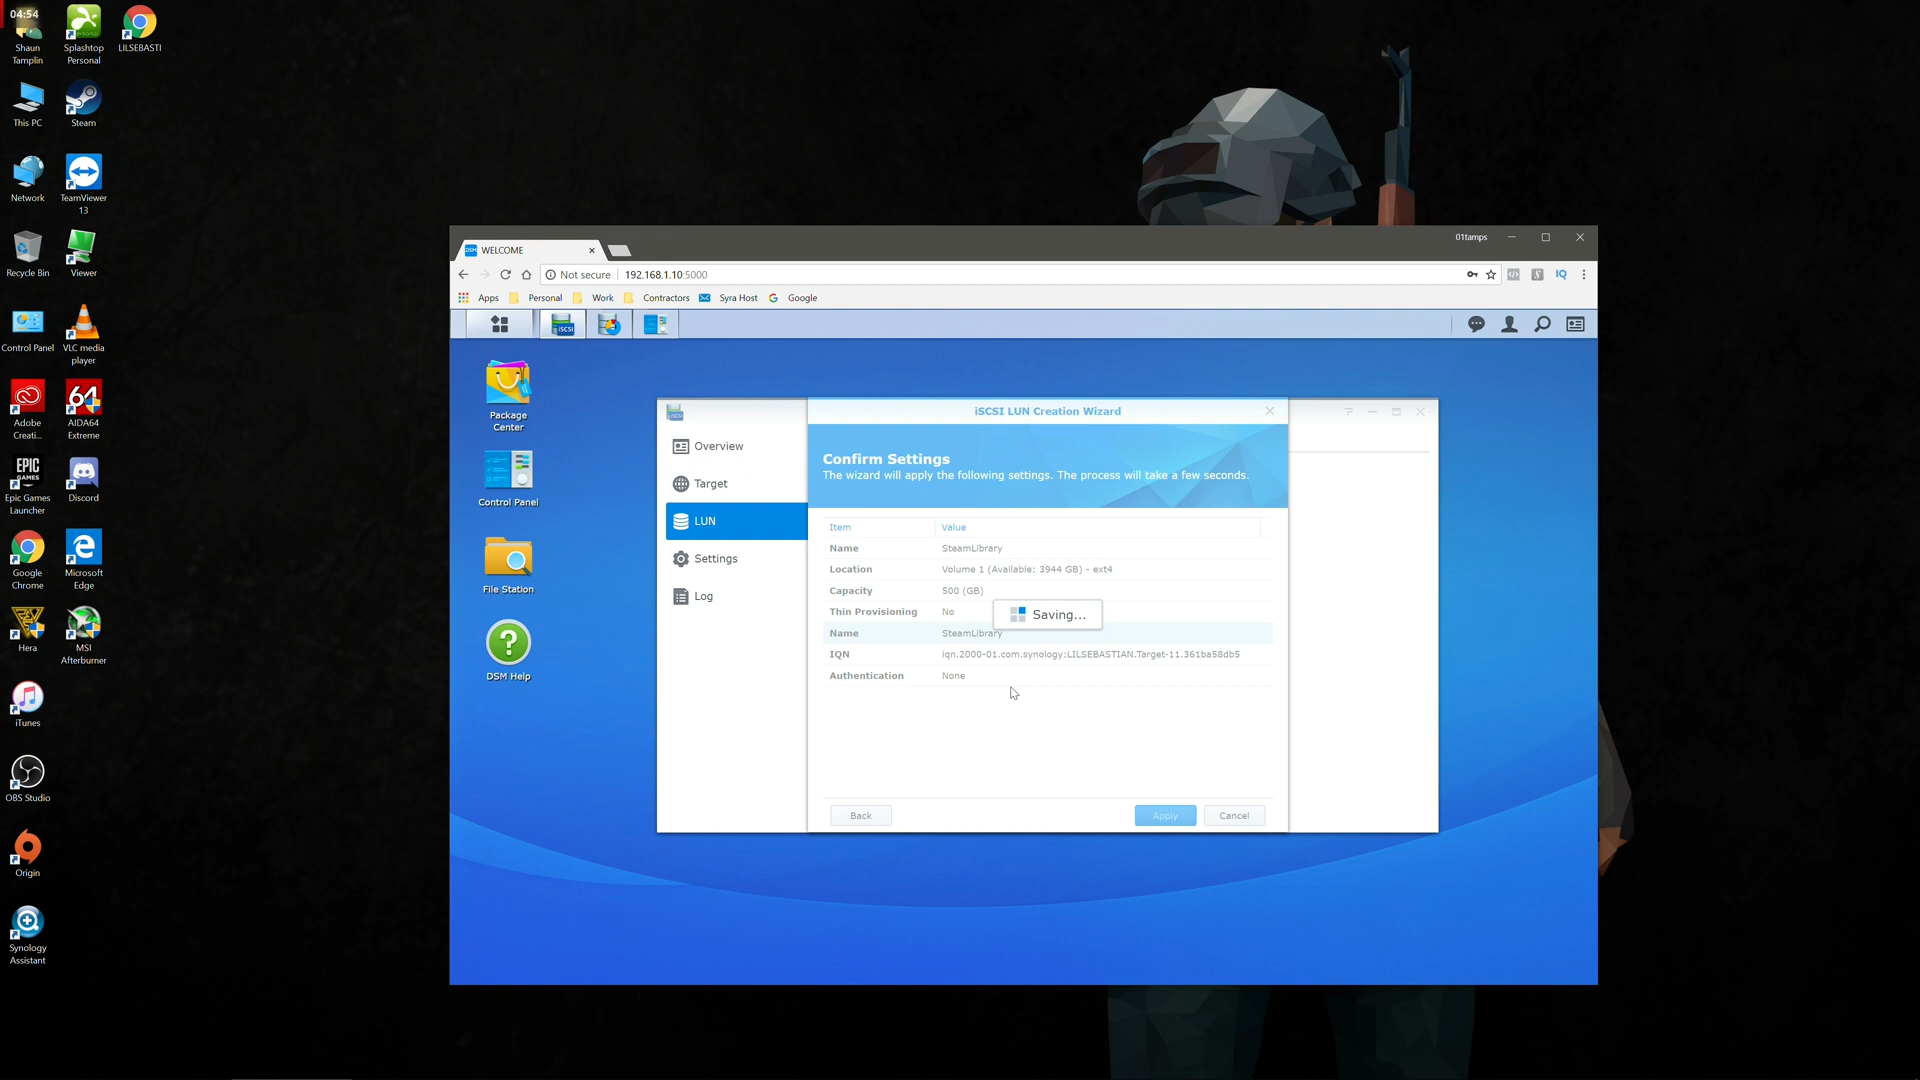 04:54
Shaun
Tamplin
Splashtop
Personal
LILSEBASTI
This PC
Steam
Network
TeamViewer
13
Recycle Bin
Viewer
Control Panel
VLC media
player
Adobe
Creati...
64
AIDA64
Extreme
EPIC
GAMES
Epic Games
Launcher
Discord
Google
Chrome
Microsoft
Edge
Hera
MSI
Afterburner
iTunes
OBS Studio
Origin
Synology
Assistant
DSM WELCOME
01tamps
Not secure 192.168.1.10:5000
IQ
Apps Personal Work Contractors Syra Host Google
iSCSI
Package
Center
Control Panel
File Station
DSM Help
Overview
Target
LUN
Settings
Log
iSCSI LUN Creation Wizard
Confirm Settings
The wizard will apply the following settings. The process will take a few seconds.
Item Value
Name SteamLibrary
Location Volume 1 (Available: 3944 GB) - ext4
Capacity 500 (GB)
Thin Provisioning No
Saving...
Name SteamLibrary
IQN iqn.2000-01.com.synology:LILSEBASTIAN.Target-11.361ba58db5
Authentication None
Back Apply Cancel